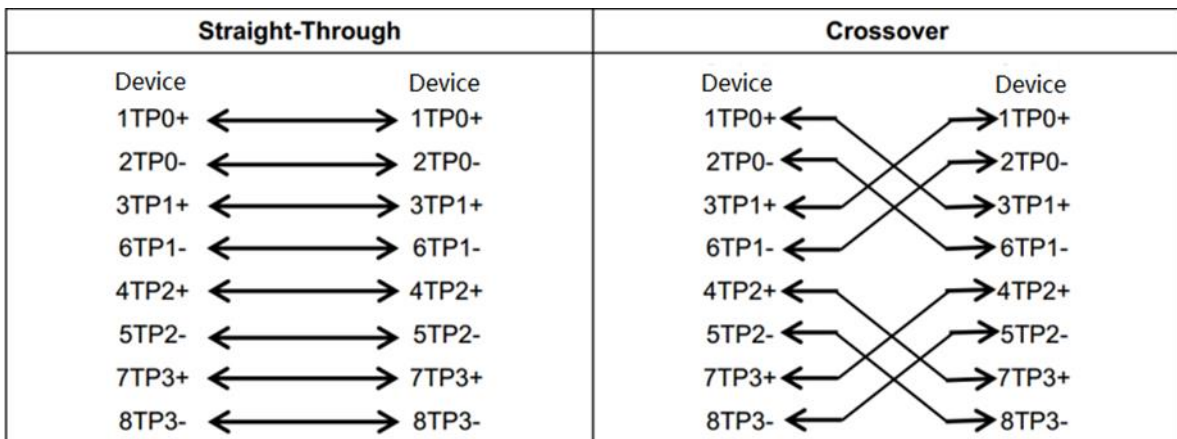 Straight-Through Crossover
Device Device Device Device
1TP0+ 1TP0+ 1TP0+ 1TP0+
2TP0- 2TP0- 2TP0- 2TP0-
3TP1+ 3TP1+ 3TP1+ 3TP1+
6TP1- 6TP1- 6TP1- 6TP1-
4TP2+ 4TP2+ 4TP2+ 4TP2+
5TP2- 5TP2- 5TP2- 5TP2-
7TP3+ 7TP3+ 7TP3+ 7TP3+
8TP3- 8TP3- 8TP3- 8TP3-